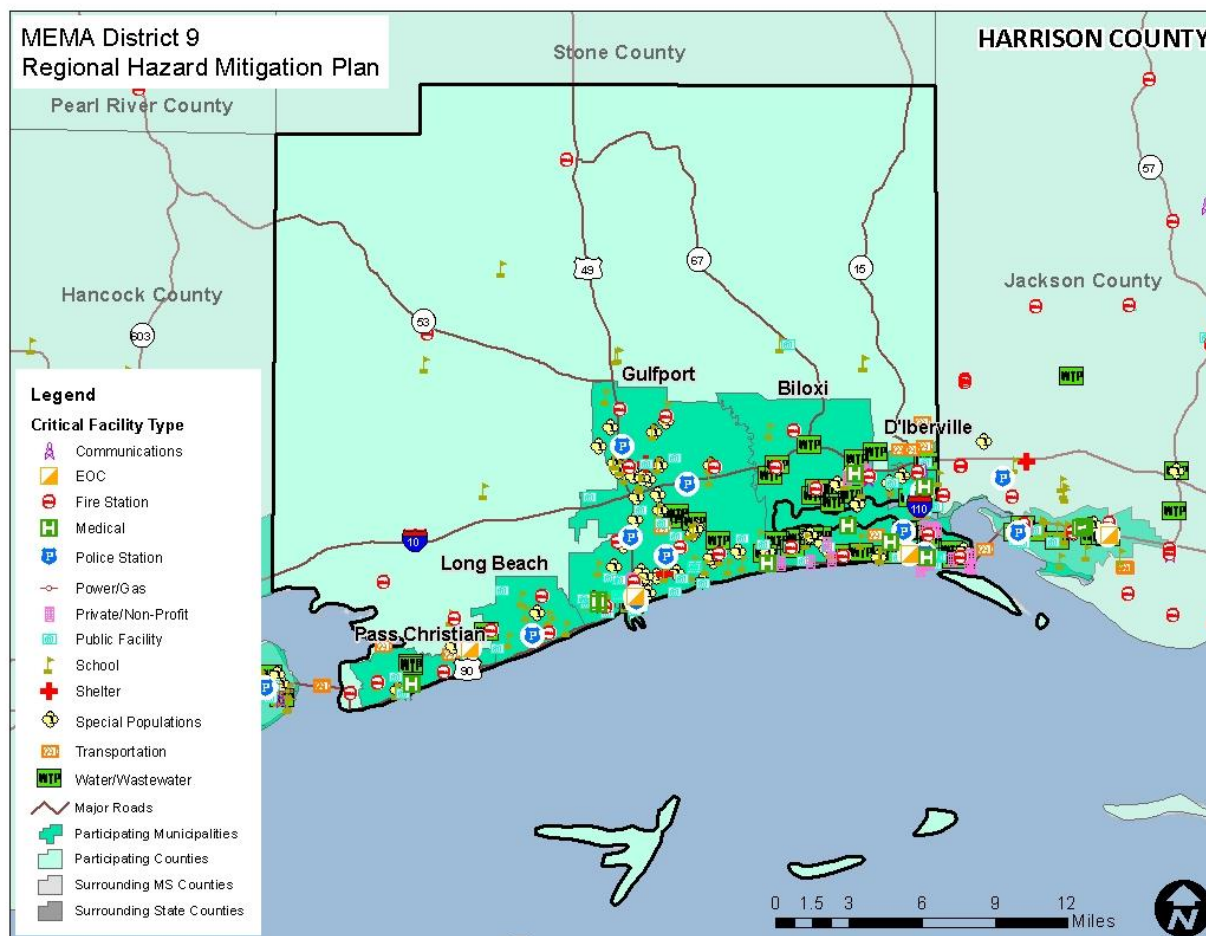 MEMA District 9
Regional Hazard Mitigation Plan
HARRISON COUNTY
Stone County
Pearl River County
57
49
67
15
Jackson County
Hancock County
603
53
Gulfport
Biloxi
D'Iberville
110
10
Long Beach
Pass Christian
90
Legend
Critical Facility Type
Communications
EOC
Fire Station
Medical
Police Station
Power/Gas
Private/Non-Profit
Public Facility
School
Shelter
Special Populations
Transportation
WTP Water/Wastewater
Major Roads
Participating Municipalities
Participating Counties
Surrounding MS Counties
Surrounding State Counties
0 1.5 3 6 9 12
Miles
N